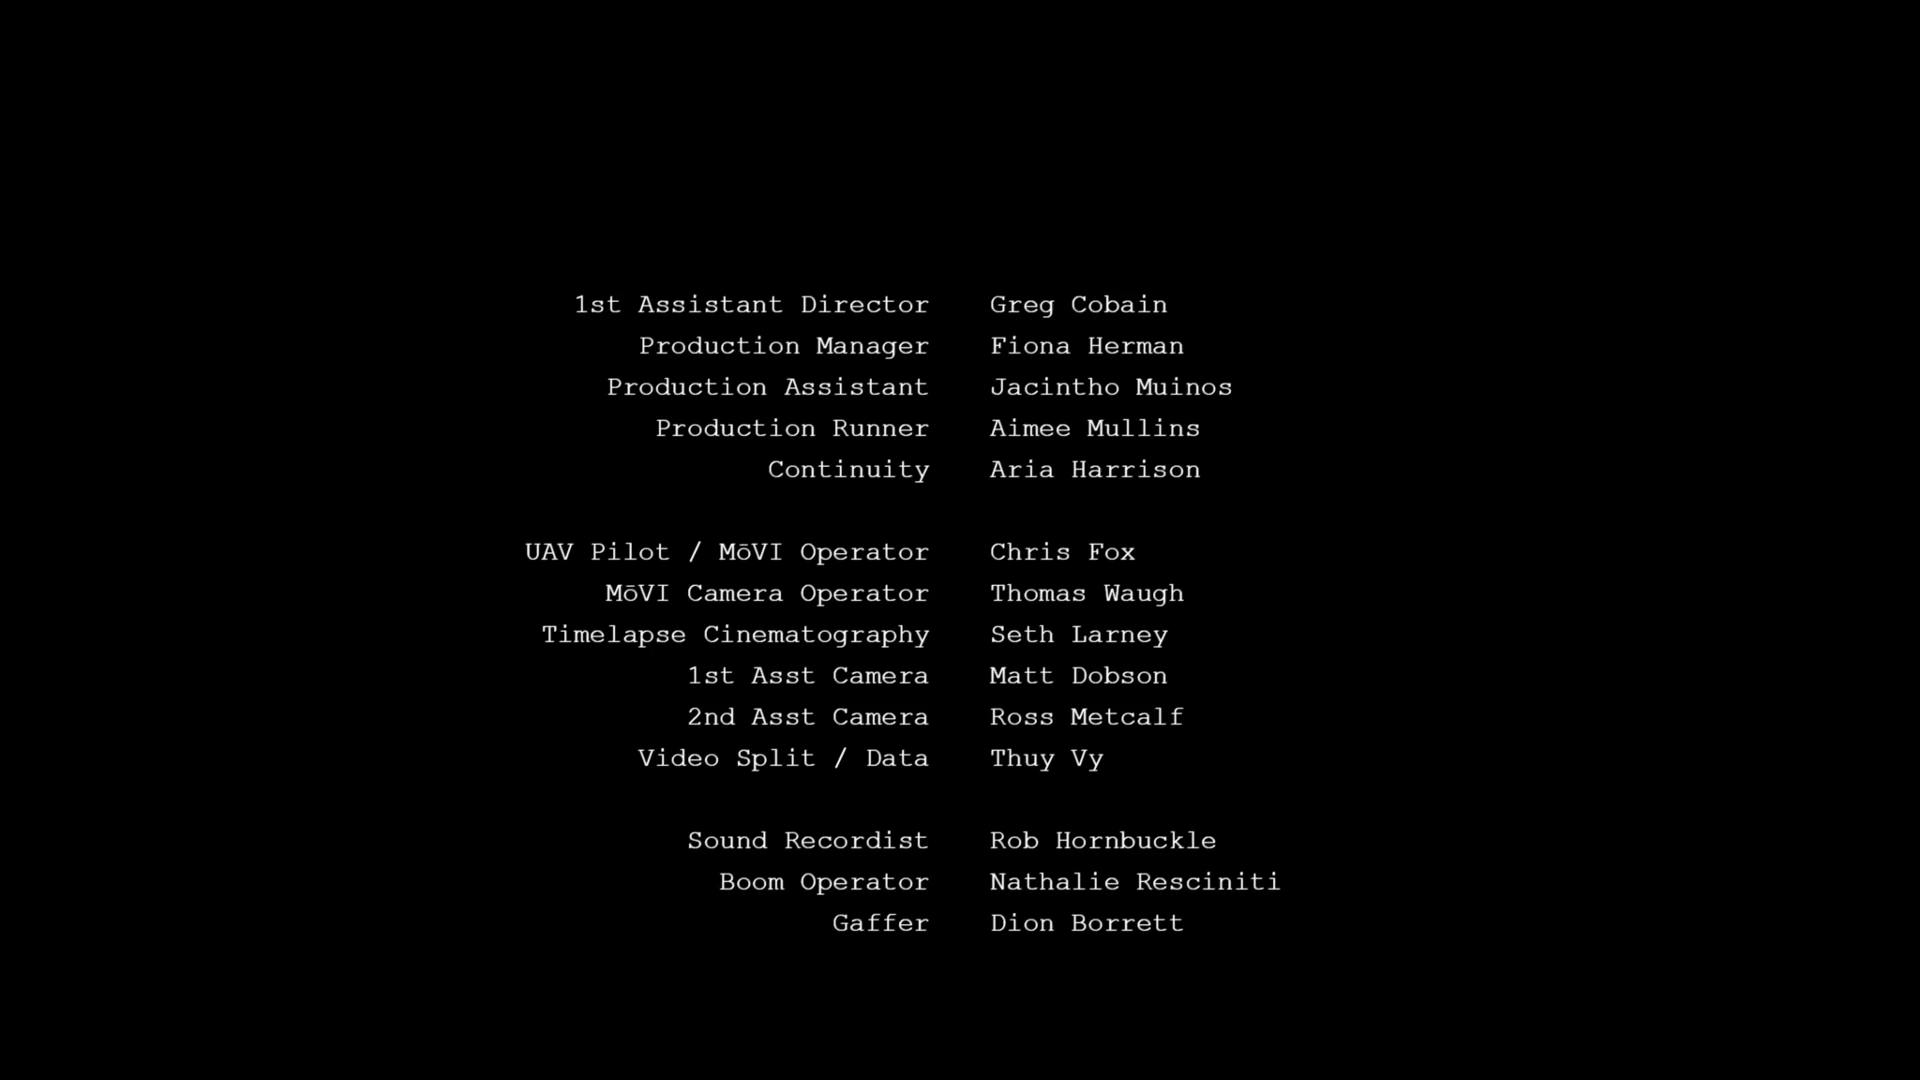 1st Assistant Director Greg Cobain
Production Manager Fiona Herman
Production Assistant Jacintho Muinos
Production Runner Aimee Mullins
Continuity Aria Harrison
UAV Pilot / MōVI Operator Chris Fox
MōVI Camera Operator Thomas Waugh
Timelapse Cinematography Seth Larney
1st Asst Camera Matt Dobson
2nd Asst Camera Ross Metcalf
Video Split / Data Thuy Vy
Sound Recordist Rob Hornbuckle
Boom Operator Nathalie Resciniti
Gaffer Dion Borrett